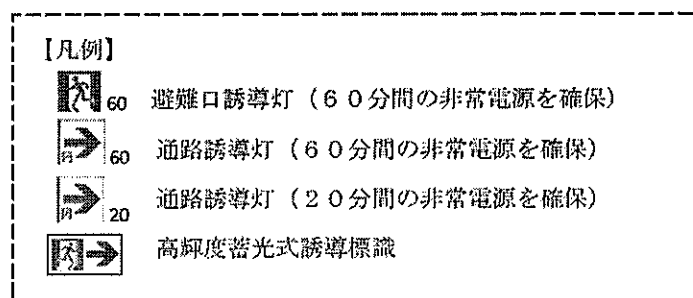 【凡例】
60 避難口誘導灯（60分間の非常電源を確保）
60 通路誘導灯（60分間の非常電源を確保）
20 通路誘導灯（20分間の非常電源を確保）
高輝度蓄光式誘導標識